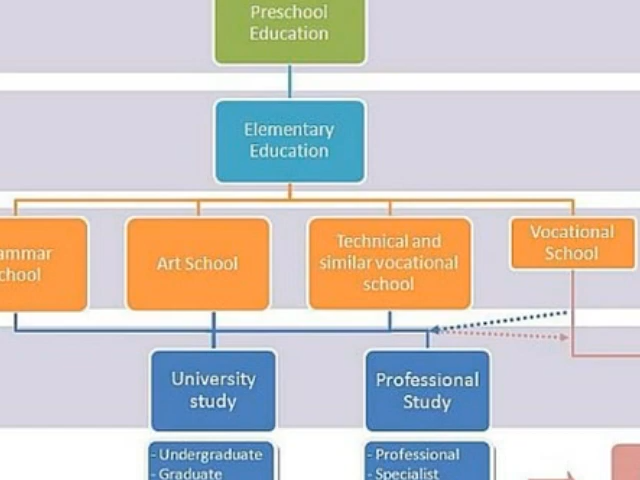 Preschool
Education
Elementary
Education
ammar
chool
Art School
Technical and
similar vocational
school
Vocational
School
University
study
Professional
Study
- Undergraduate
- Graduate
- Professional
- Specialist